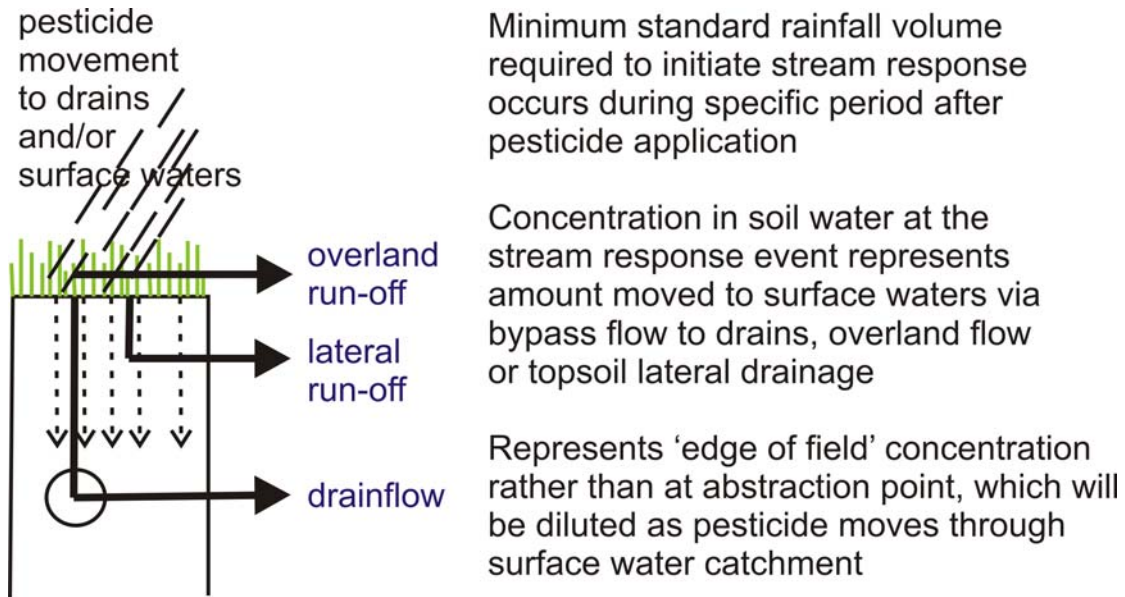 pesticide
movement
to drains
and/or
surface waters
overland
run-off
lateral
run-off
drainflow
Minimum standard rainfall volume
required to initiate stream response
occurs during specific period after
pesticide application
Concentration in soil water at the
stream response event represents
amount moved to surface waters via
bypass flow to drains, overland flow
or topsoil lateral drainage
Represents ‘edge of field’ concentration
rather than at abstraction point, which will
be diluted as pesticide moves through
surface water catchment